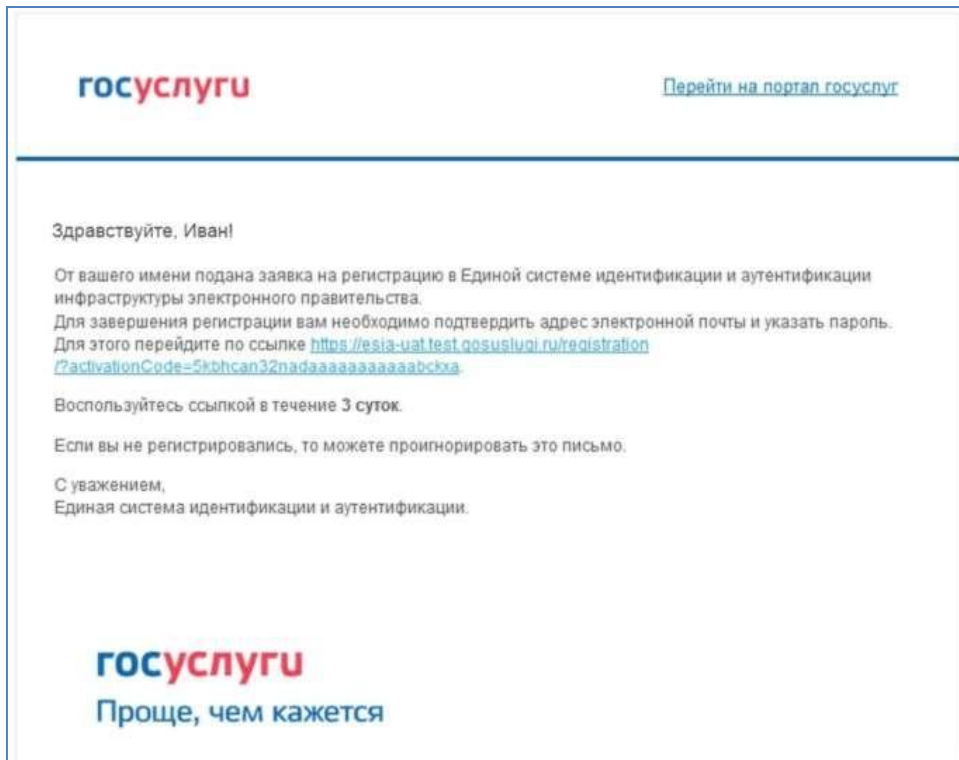 госуслуги
Перейти на портал госуслуг
Здравствуйте, Иван!
От вашего имени подана заявка на регистрацию в Единой системе идентификации и аутентификации
инфраструктуры электронного правительства.
Для завершения регистрации вам необходимо подтвердить адрес электронной почты и указать пароль.
Для этого перейдите по ссылке https://esia-uat.test.gosuslugi.ru/registration
/?activationCode=5kbhcan32nadaaaaaaaaaaabckxa.
Воспользуйтесь ссылкой в течение 3 суток.
Если вы не регистрировались, то можете проигнорировать это письмо.
С уважением,
Единая система идентификации и аутентификации.
госуслуги
Проще, чем кажется